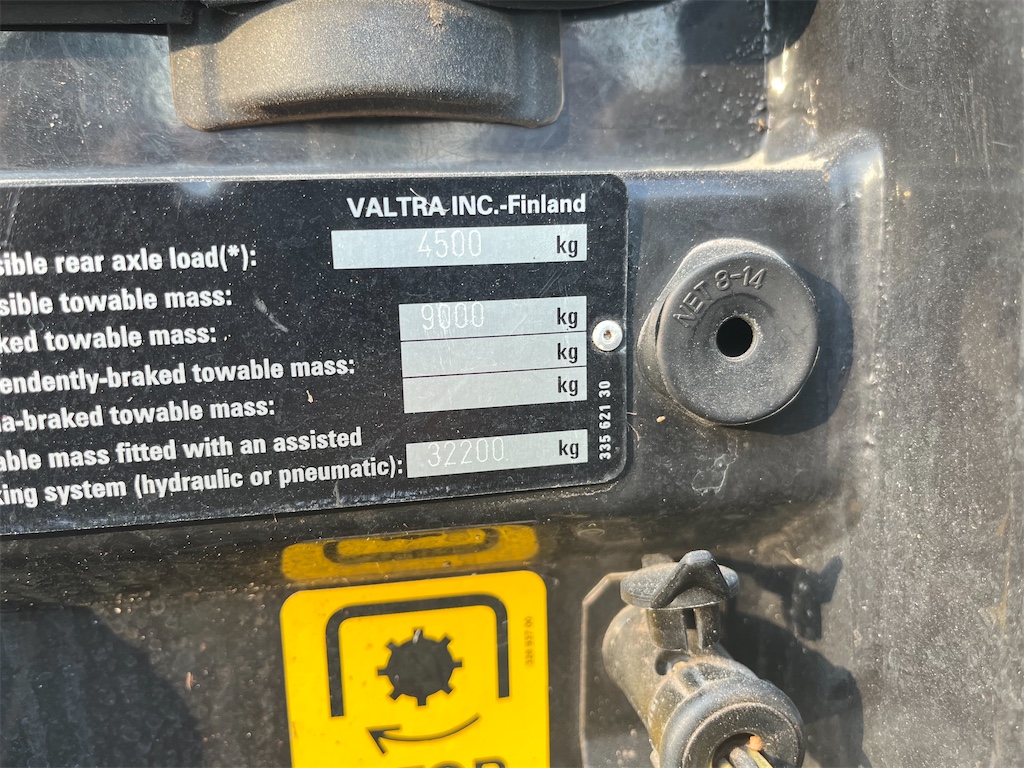 VALTRA INC.-Finland
sible rear axle load(*): 4500 kg
sible towable mass:
ked towable mass: 9000 kg
endently-braked towable mass: kg
a-braked towable mass: kg
able mass fitted with an assisted
king system (hydraulic or pneumatic): 32200 kg
335 621 30
NET 8-14